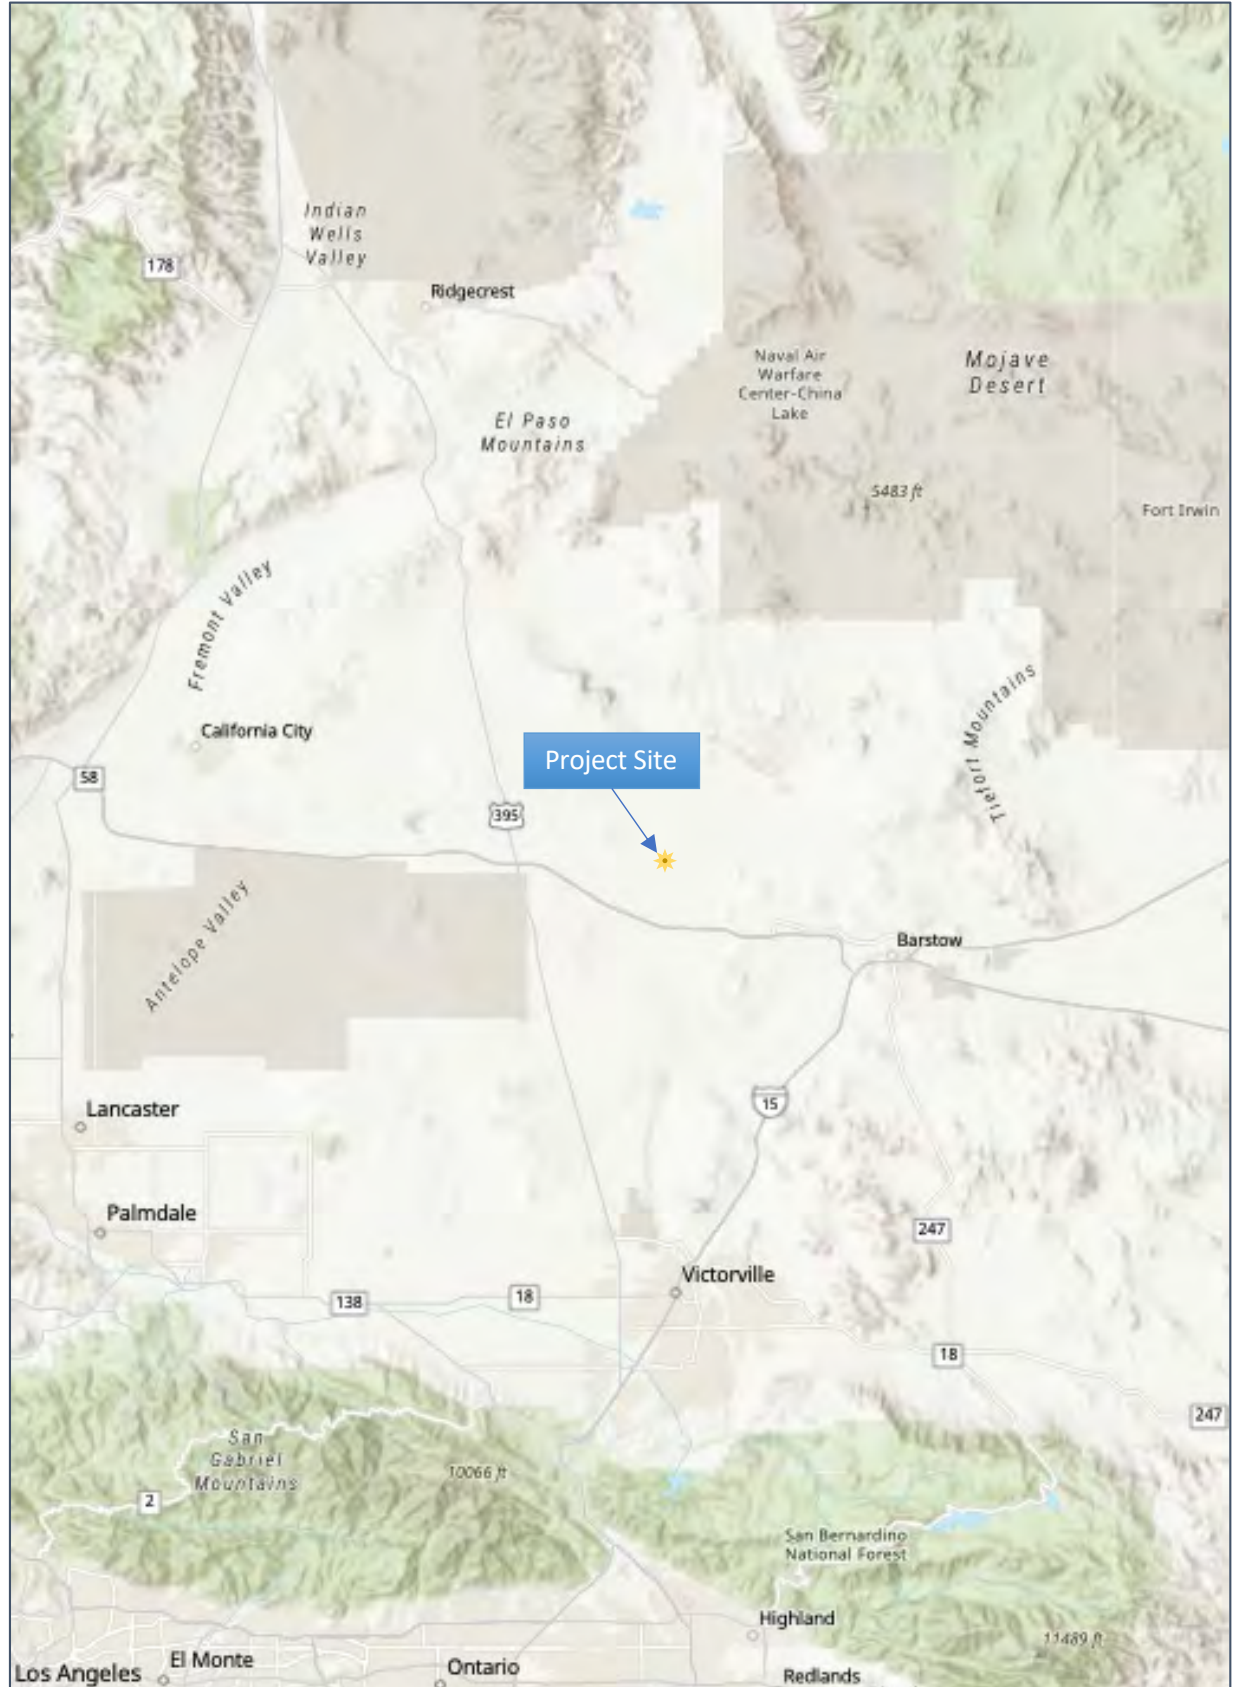 Indian
Wells
Valley
178
Ridgecrest
Naval Air
Warfare
Center-China
Lake
Mojave
Desert
El Paso
Mountains
5483 ft
Fort Irwin
Fremont Valley
Tiefort Mountains
California City
Project Site
58
395
Antelope Valley
Barstow
15
Lancaster
Palmdale
247
Victorville
138
18
18
247
San
Gabriel
Mountains
10066 ft
2
San Bernardino
National Forest
Highland
11489 ft
Los Angeles
El Monte
Ontario
Redlands